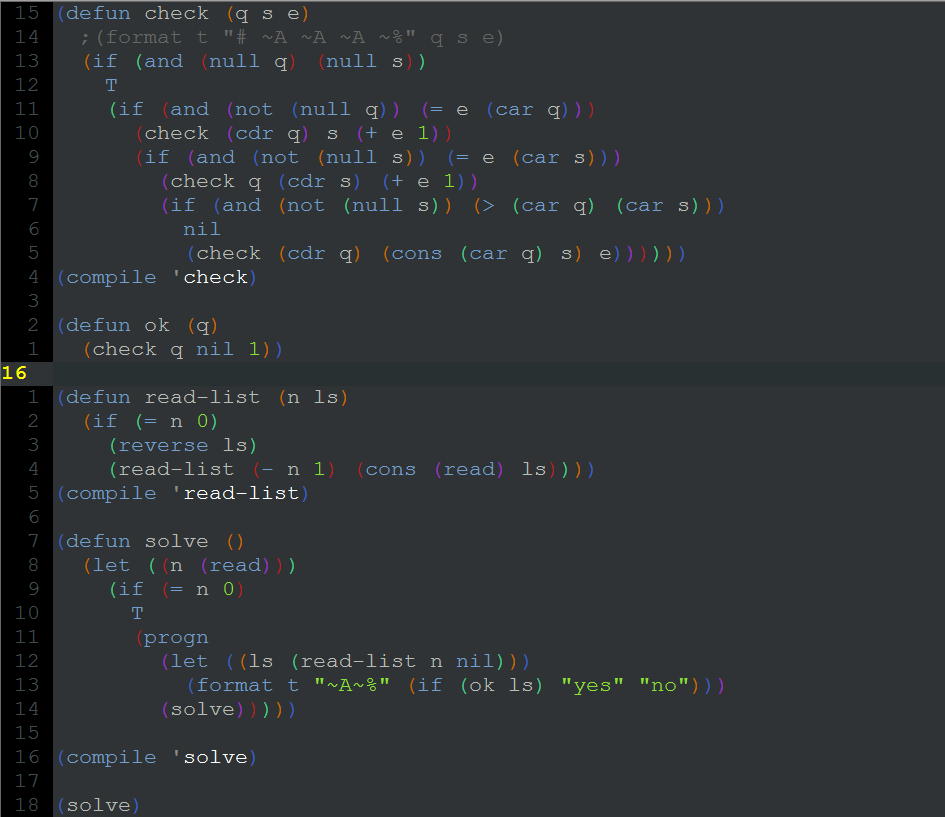 15 (defun check (q s e)
14   ;(format t "# ~A ~A ~A ~%" q s e)
13   (if (and (null q) (null s))
12     T
11     (if (and (not (null q)) (= e (car q)))
10       (check (cdr q) s (+ e 1))
9       (if (and (not (null s)) (= e (car s)))
8         (check q (cdr s) (+ e 1))
7         (if (and (not (null s)) (> (car q) (car s)))
6           nil
5           (check (cdr q) (cons (car q) s) e))))))
4 (compile 'check)
3
2 (defun ok (q)
1   (check q nil 1))
16
1 (defun read-list (n ls)
2   (if (= n 0)
3     (reverse ls)
4     (read-list (- n 1) (cons (read) ls))))
5 (compile 'read-list)
6
7 (defun solve ()
8   (let ((n (read)))
9     (if (= n 0)
10       T
11       (progn
12         (let ((ls (read-list n nil)))
13           (format t "~A~%" (if (ok ls) "yes" "no")))
14         (solve)))))
15
16 (compile 'solve)
17
18 (solve)